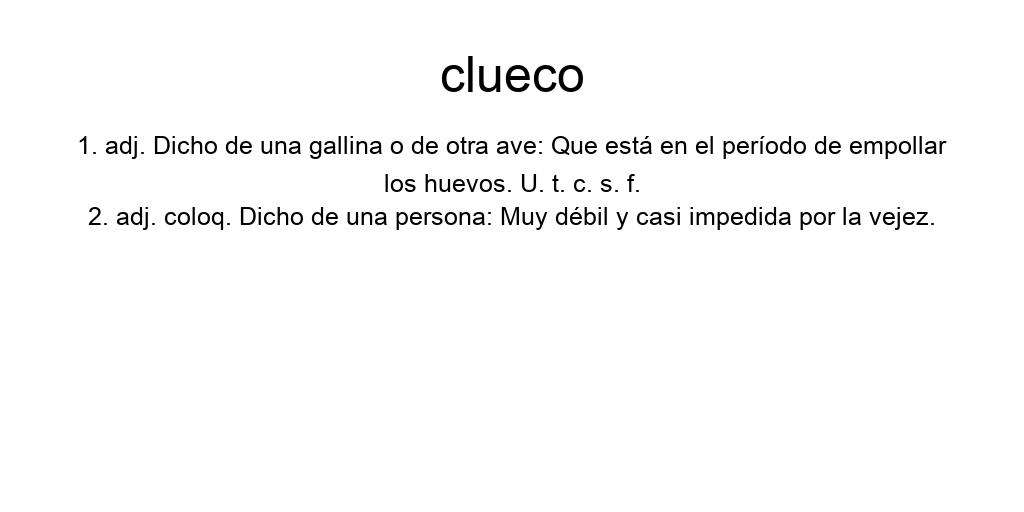 clueco
1. adj. Dicho de una gallina o de otra ave: Que está en el período de empollar
los huevos. U. t. c. s. f.
2. adj. coloq. Dicho de una persona: Muy débil y casi impedida por la vejez.